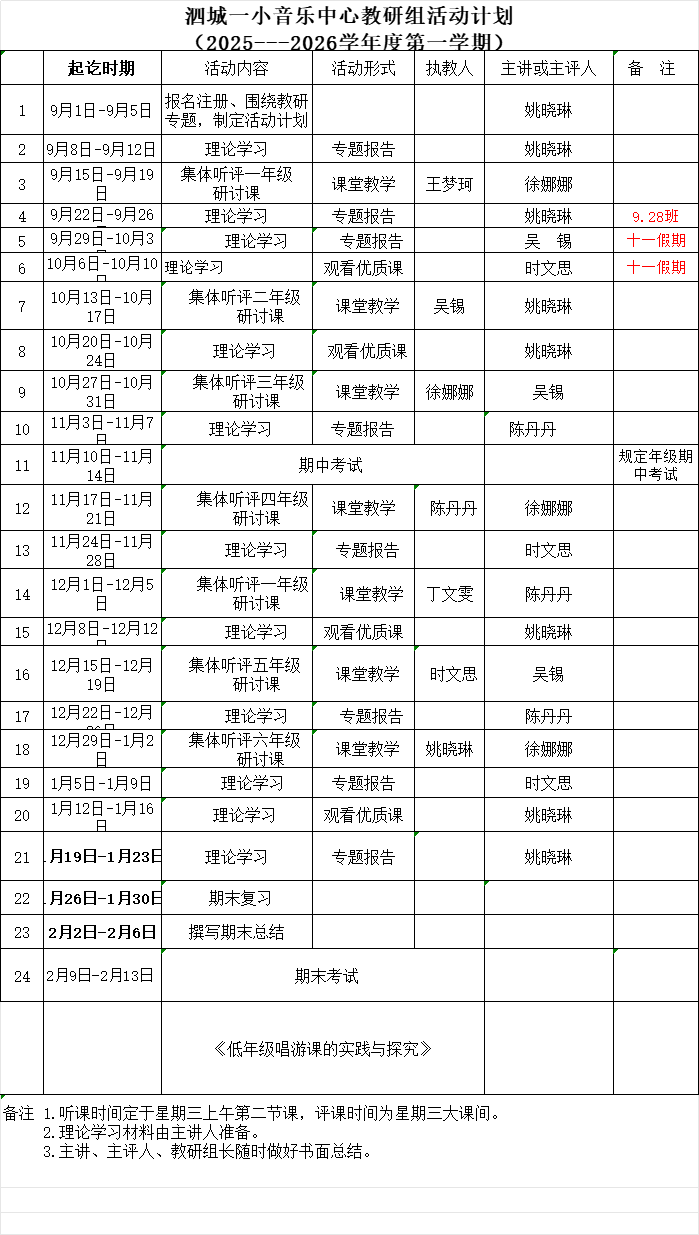 泗城一小音乐中心教研组活动计划
（2025---2026学年度第一学期）
起讫时期 活动内容 活动形式 执教人 主讲或主评人 备 注
1 9月1日-9月5日 报名注册、围绕教研专题，制定活动计划 姚晓琳
2 9月8日-9月12日 理论学习 专题报告 姚晓琳
3 9月15日-9月19日 集体听评一年级研讨课 课堂教学 王梦珂 徐娜娜
4 9月22日-9月26 理论学习 专题报告 姚晓琳 9.28班
5 9月29日-10月3 理论学习 专题报告 吴 锡 十一假期
6 10月6日-10月10 理论学习 观看优质课 时文思 十一假期
7 10月13日-10月17日 集体听评二年级研讨课 课堂教学 吴锡 姚晓琳
8 10月20日-10月24日 理论学习 观看优质课 姚晓琳
9 10月27日-10月31日 集体听评三年级研讨课 课堂教学 徐娜娜 吴锡
10 11月3日-11月7日 理论学习 专题报告 陈丹丹
11 11月10日-11月14日 期中考试 规定年级期中考试
12 11月17日-11月21日 集体听评四年级研讨课 课堂教学 陈丹丹 徐娜娜
13 11月24日-11月28日 理论学习 专题报告 时文思
14 12月1日-12月5日 集体听评一年级研讨课 课堂教学 丁文雯 陈丹丹
15 12月8日-12月12 理论学习 观看优质课 姚晓琳
16 12月15日-12月19日 集体听评五年级研讨课 课堂教学 时文思 吴锡
17 12月22日-12月 理论学习 专题报告 陈丹丹
18 12月29日-1月2日 集体听评六年级研讨课 课堂教学 姚晓琳 徐娜娜
19 1月5日-1月9日 理论学习 专题报告 时文思
20 1月12日-1月16日 理论学习 观看优质课 姚晓琳
21 月19日-1月23日 理论学习 专题报告 姚晓琳
22 月26日-1月30日 期末复习
23 2月2日-2月6日 撰写期末总结
24 2月9日-2月13日 期末考试
《低年级唱游课的实践与探究》
备注 1.听课时间定于星期三上午第二节课，评课时间为星期三大课间。
2.理论学习材料由主讲人准备。
3.主讲、主评人、教研组长随时做好书面总结。